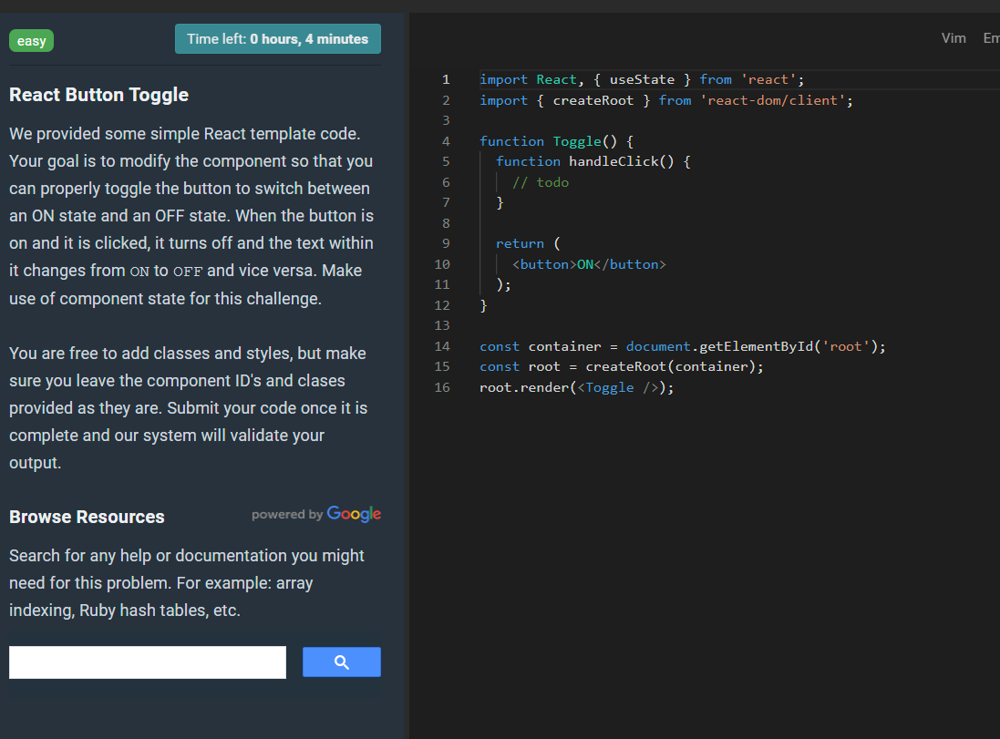 easy
Time left: 0 hours, 4 minutes
React Button Toggle
We provided some simple React template code.
Your goal is to modify the component so that you
can properly toggle the button to switch between
an ON state and an OFF state. When the button is
on and it is clicked, it turns off and the text within
it changes from ON to OFF and vice versa. Make
use of component state for this challenge.
You are free to add classes and styles, but make
sure you leave the component ID's and clases
provided as they are. Submit your code once it is
complete and our system will validate your
output.
Browse Resources
powered by Google
Search for any help or documentation you might
need for this problem. For example: array
indexing, Ruby hash tables, etc.
Vim Em
1 import React, { useState } from 'react';
2 import { createRoot } from 'react-dom/client';
3
4 function Toggle() {
5 function handleClick() {
6 // todo
7 }
8
9 return (
10 <button>ON</button>
11 );
12 }
13
14 const container = document.getElementById('root');
15 const root = createRoot(container);
16 root.render(<Toggle />);